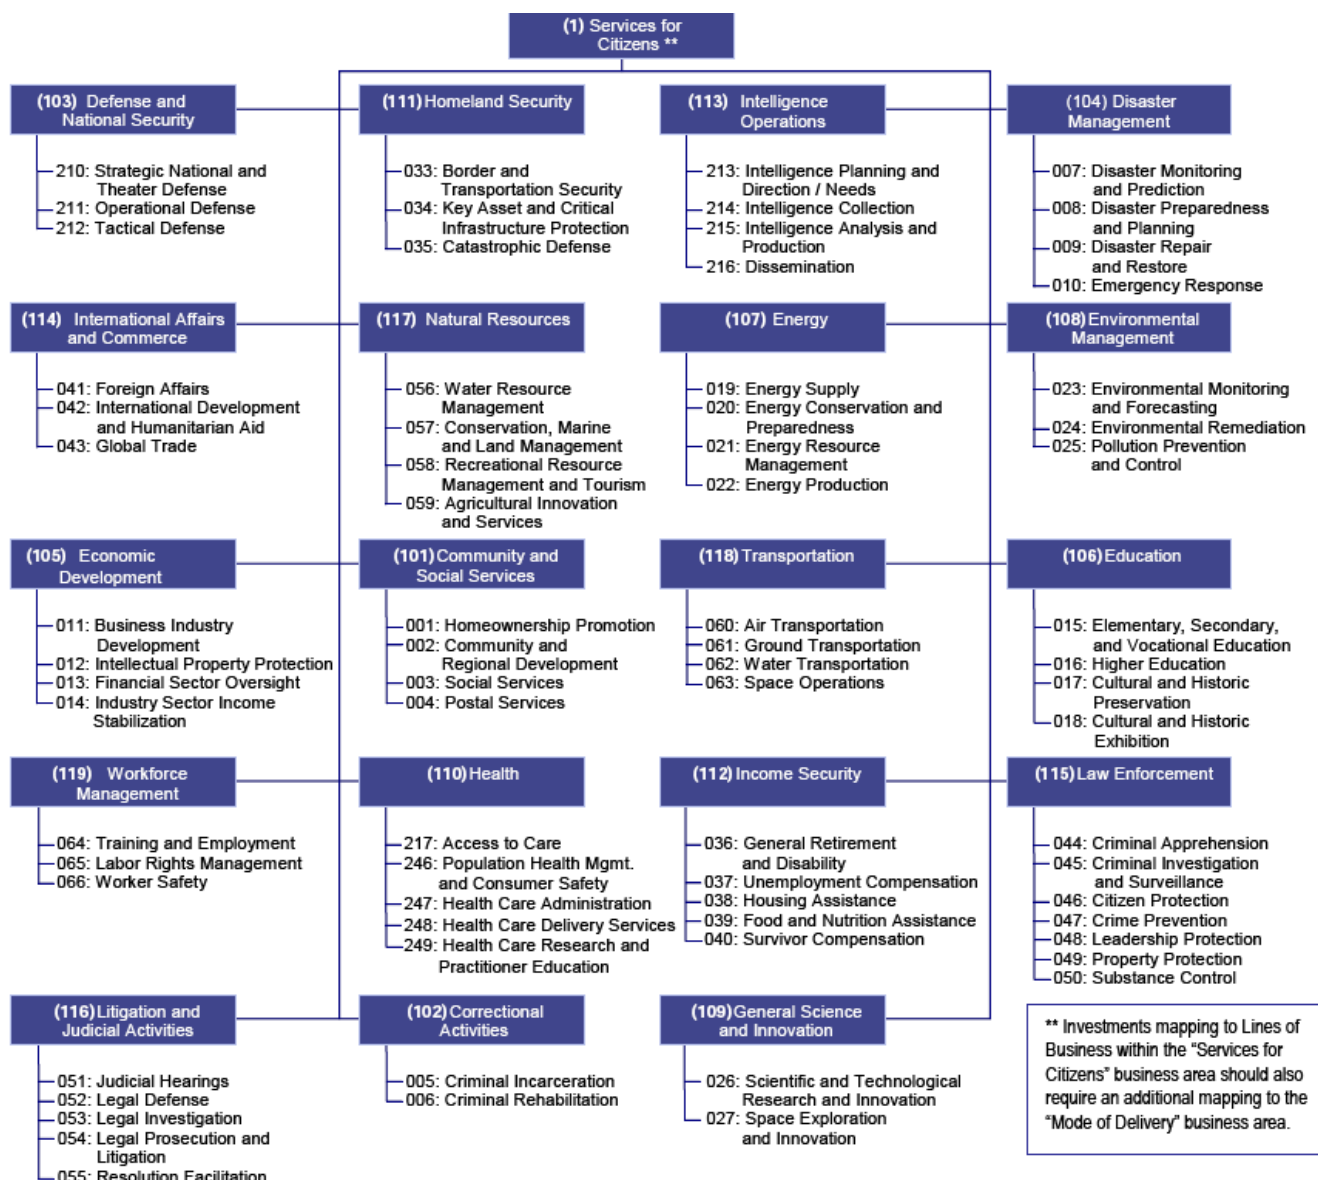 (1) Services for
Citizens **
(103) Defense and
National Security
210: Strategic National and
Theater Defense
211: Operational Defense
212: Tactical Defense
(111) Homeland Security
033: Border and
Transportation Security
034: Key Asset and Critical
Infrastructure Protection
035: Catastrophic Defense
(113) Intelligence
Operations
213: Intelligence Planning and
Direction / Needs
214: Intelligence Collection
215: Intelligence Analysis and
Production
216: Dissemination
(104) Disaster
Management
007: Disaster Monitoring
and Prediction
008: Disaster Preparedness
and Planning
009: Disaster Repair
and Restore
010: Emergency Response
(114) International Affairs
and Commerce
041: Foreign Affairs
042: International Development
and Humanitarian Aid
043: Global Trade
(117) Natural Resources
056: Water Resource
Management
057: Conservation, Marine
and Land Management
058: Recreational Resource
Management and Tourism
059: Agricultural Innovation
and Services
(107) Energy
019: Energy Supply
020: Energy Conservation and
Preparedness
021: Energy Resource
Management
022: Energy Production
(108) Environmental
Management
023: Environmental Monitoring
and Forecasting
024: Environmental Remediation
025: Pollution Prevention
and Control
(105) Economic
Development
011: Business Industry
Development
012: Intellectual Property Protection
013: Financial Sector Oversight
014: Industry Sector Income
Stabilization
(101) Community and
Social Services
001: Homeownership Promotion
002: Community and
Regional Development
003: Social Services
004: Postal Services
(118) Transportation
060: Air Transportation
061: Ground Transportation
062: Water Transportation
063: Space Operations
(106) Education
015: Elementary, Secondary,
and Vocational Education
016: Higher Education
017: Cultural and Historic
Preservation
018: Cultural and Historic
Exhibition
(119) Workforce
Management
064: Training and Employment
065: Labor Rights Management
066: Worker Safety
(110) Health
217: Access to Care
246: Population Health Mgmt.
and Consumer Safety
247: Health Care Administration
248: Health Care Delivery Services
249: Health Care Research and
Practitioner Education
(112) Income Security
036: General Retirement
and Disability
037: Unemployment Compensation
038: Housing Assistance
039: Food and Nutrition Assistance
040: Survivor Compensation
(115) Law Enforcement
044: Criminal Apprehension
045: Criminal Investigation
and Surveillance
046: Citizen Protection
047: Crime Prevention
048: Leadership Protection
049: Property Protection
050: Substance Control
(116) Litigation and
Judicial Activities
051: Judicial Hearings
052: Legal Defense
053: Legal Investigation
054: Legal Prosecution and
Litigation
055: Resolution Facilitation
(102) Correctional
Activities
005: Criminal Incarceration
006: Criminal Rehabilitation
(109) General Science
and Innovation
026: Scientific and Technological
Research and Innovation
027: Space Exploration
and Innovation
** Investments mapping to Lines of
Business within the “Services for
Citizens” business area should also
require an additional mapping to the
“Mode of Delivery” business area.